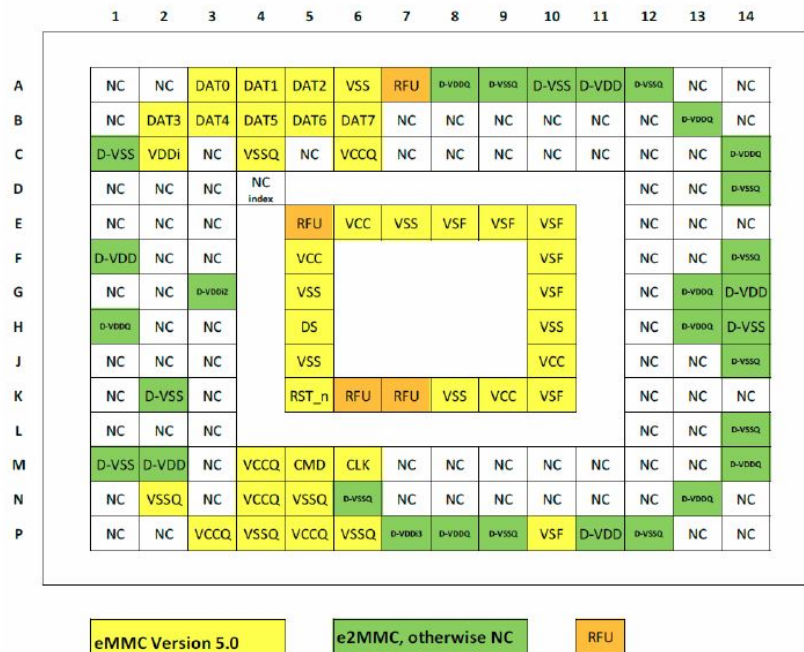 1 2 3 4 5 6 7 8 9 10 11 12 13 14
A NC NC DAT0 DAT1 DAT2 VSS RFU D-VDDQ D-VSSQ D-VSS D-VDD D-VSSQ NC NC
B NC DAT3 DAT4 DAT5 DAT6 DAT7 NC NC NC NC NC NC D-VDDQ NC
C D-VSS VDDi NC VSSQ NC VCCQ NC NC NC NC NC NC NC D-VDDQ
D NC NC NC NC index NC NC D-VSSQ
E NC NC NC RFU VCC VSS VSF VSF VSF NC NC NC
F D-VDD NC NC VCC VSF NC NC D-VSSQ
G NC NC D-VDDi2 VSS VSF NC D-VDDQ D-VDD
H D-VDDQ NC NC DS VSS NC D-VDDQ D-VSS
J NC NC NC VSS VCC NC NC D-VSSQ
K NC D-VSS NC RST_n RFU RFU VSS VCC VSF NC NC NC
L NC NC NC NC NC D-VSSQ
M D-VSS D-VDD NC VCCQ CMD CLK NC NC NC NC NC NC NC D-VDDQ
N NC VSSQ NC VCCQ VSSQ D-VSSQ NC NC NC NC NC NC D-VDDQ NC
P NC NC VCCQ VSSQ VCCQ VSSQ D-VDDi3 D-VDDQ D-VSSQ VSF D-VDD D-VSSQ NC NC
eMMC Version 5.0 e2MMC, otherwise NC RFU